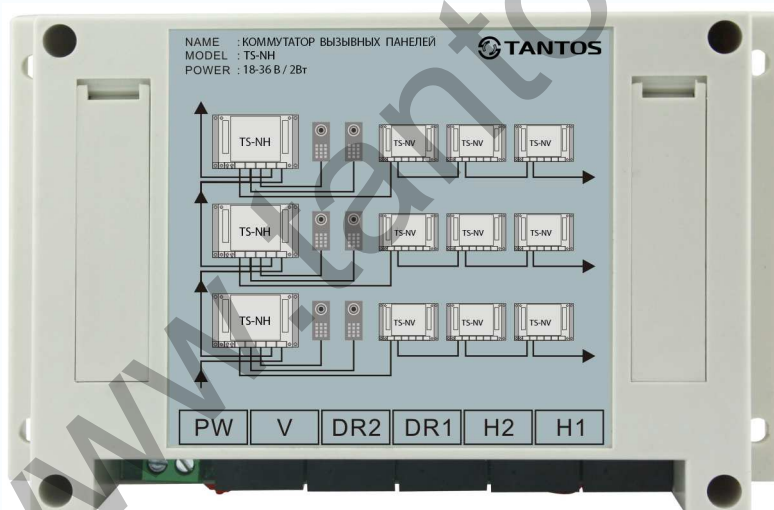 NAME : КОММУТАТОР ВЫЗЫВНЫХ ПАНЕЛЕЙ
MODEL : TS-NH
POWER : 18-36 В / 2Вт
TANTOS
TS-NH TS-NV TS-NV TS-NV
TS-NH TS-NV TS-NV TS-NV
TS-NH TS-NV TS-NV TS-NV
PW V DR2 DR1 H2 H1
www.tanto